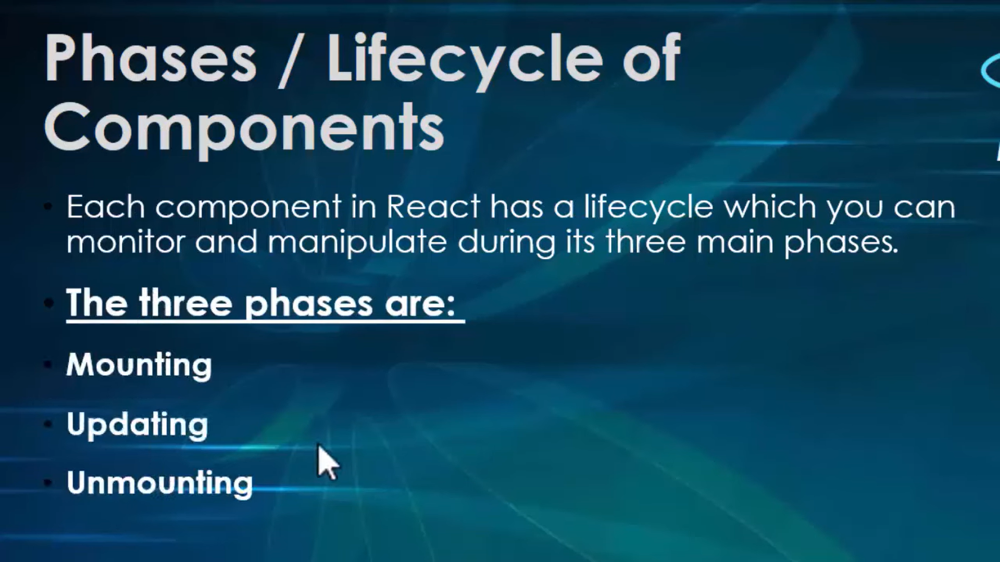 Phases / Lifecycle of
Components
Each component in React has a lifecycle which you can
monitor and manipulate during its three main phases.
The three phases are:
Mounting
Updating
Unmounting